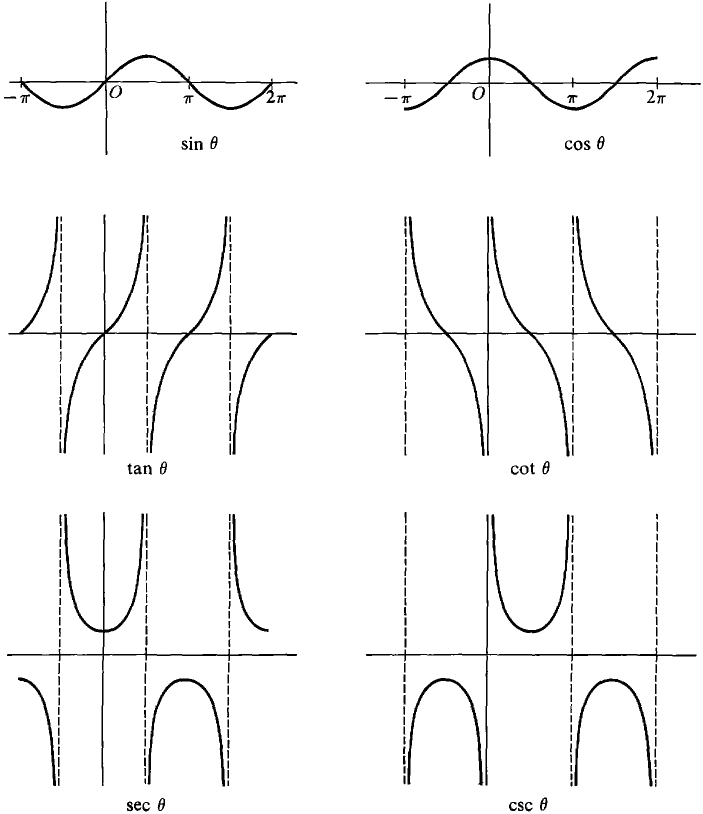 −π O π 2π
sin θ
−π O π 2π
cos θ
tan θ
cot θ
sec θ
csc θ